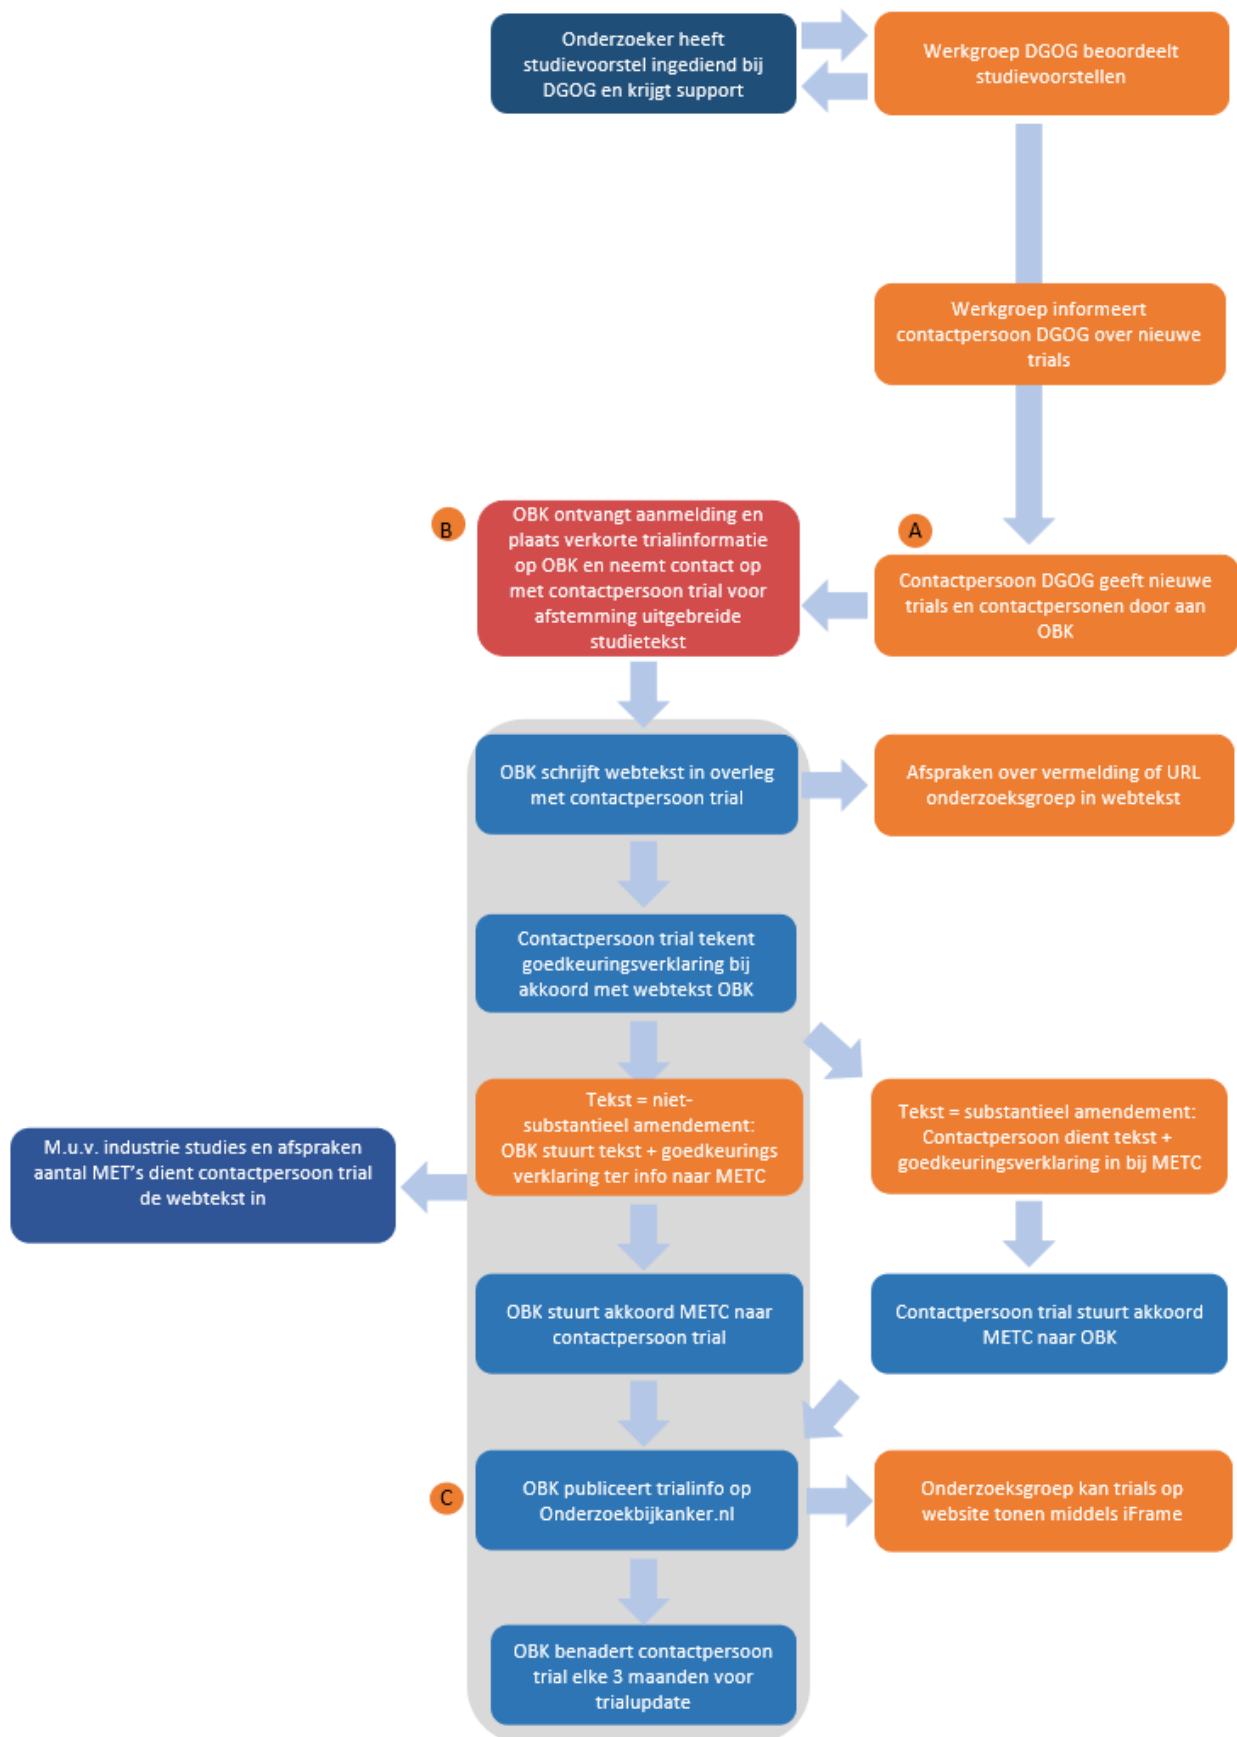 Onderzoeker heeft
studievoorstel ingediend bij
DGOG en krijgt support
Werkgroep DGOG beoordeelt
studievoorstellen
Werkgroep informeert
contactpersoon DGOG over nieuwe
trials
B
OBK ontvangt aanmelding en
plaats verkorte trialinformatie
op OBK en neemt contact op
met contactpersoon trial voor
afstemming uitgebreide
studietekst
A
Contactpersoon DGOG geeft nieuwe
trials en contactpersonen door aan
OBK
OBK schrijft webtekst in overleg
met contactpersoon trial
Afspraken over vermelding of URL
onderzoeksgroep in webtekst
Contactpersoon trial tekent
goedkeuringsverklaring bij
akkoord met webtekst OBK
M.u.v. industrie studies en afspraken
aantal MET's dient contactpersoon trial
de webtekst in
Tekst = niet-
substantieel amendement:
OBK stuurt tekst + goedkeurings
verklaring ter info naar METC
Tekst = substantieel amendement:
Contactpersoon dient tekst +
goedkeuringsverklaring in bij METC
OBK stuurt akkoord METC naar
contactpersoon trial
Contactpersoon trial stuurt akkoord
METC naar OBK
C
OBK publiceert trialinfo op
Onderzoekbijkanker.nl
Onderzoeksgroep kan trials op
website tonen middels iFrame
OBK benadert contactpersoon
trial elke 3 maanden voor
trialupdate